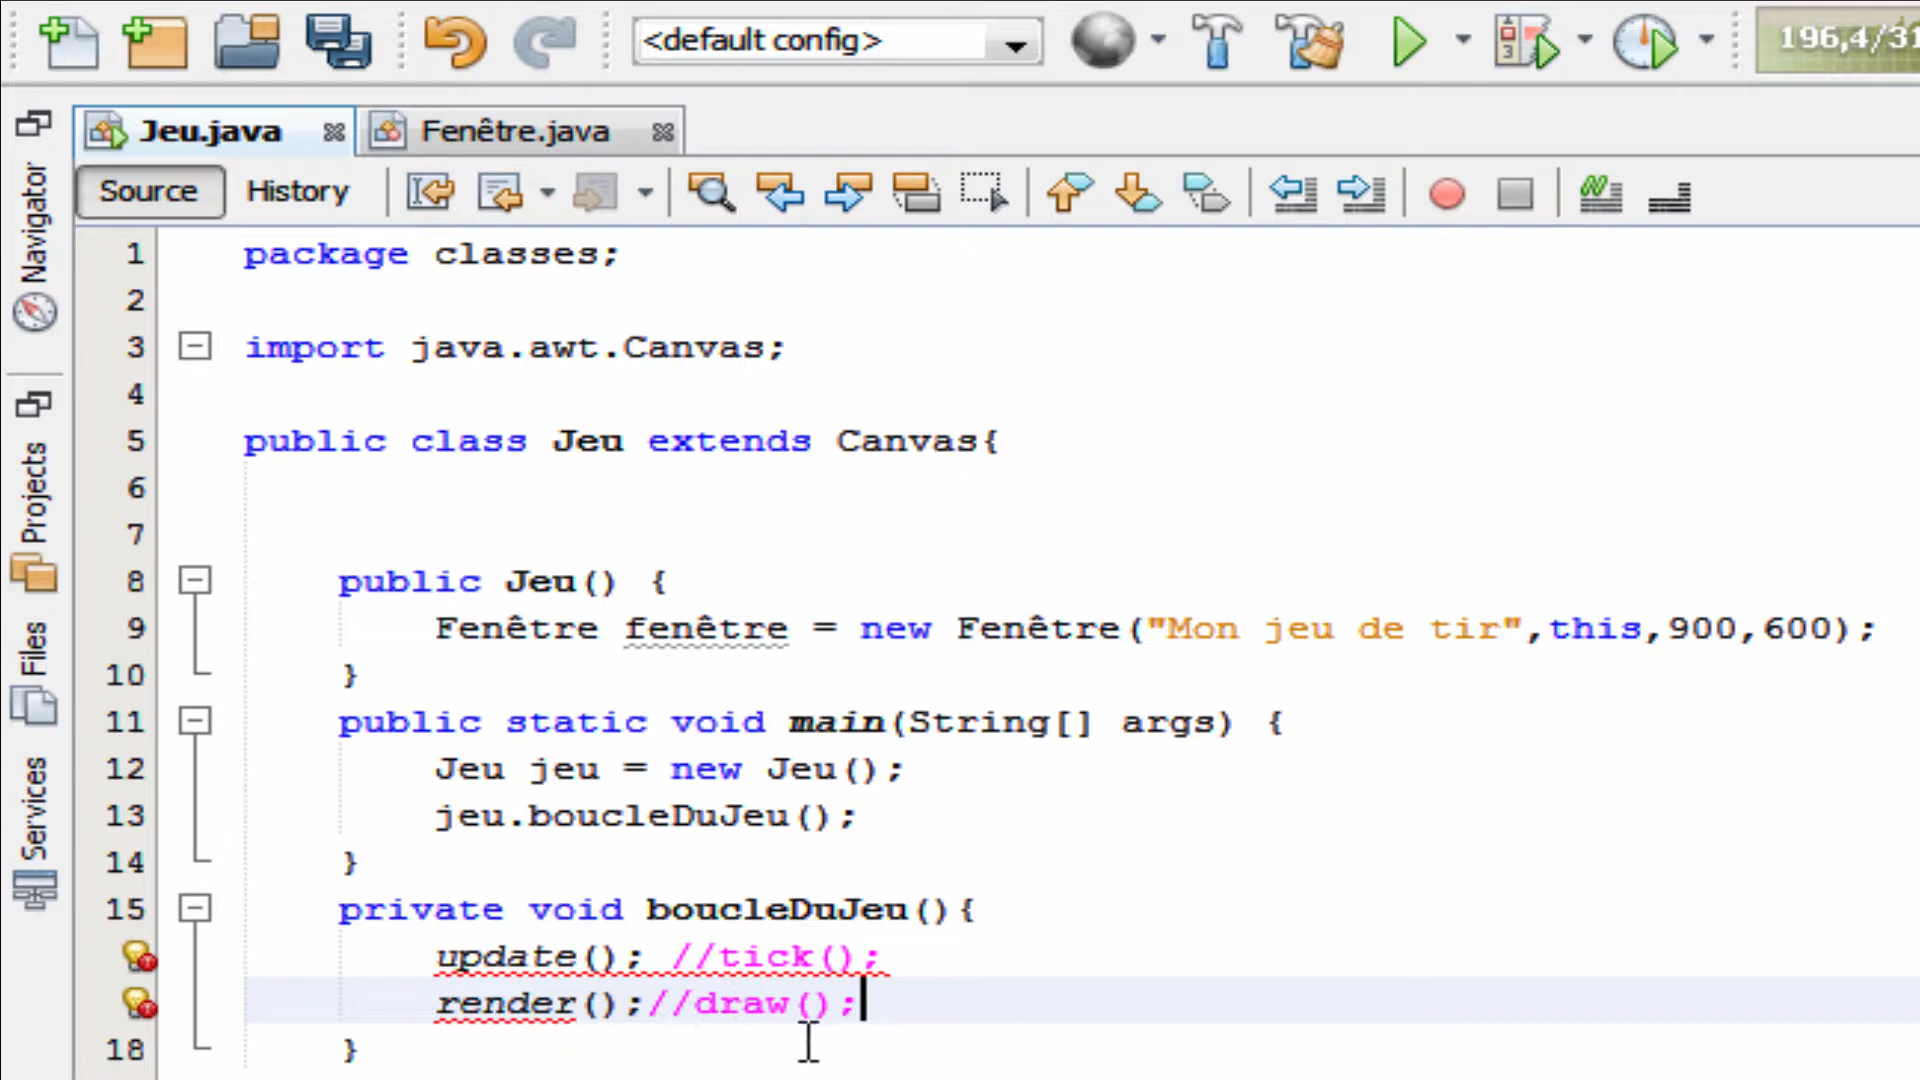 <default config>
196,4/31
Jeu.java
Fenêtre.java
Source
History
Navigator
Projects
Files
Services
1 package classes;
2
3 import java.awt.Canvas;
4
5 public class Jeu extends Canvas{
6
7
8 public Jeu() {
9 Fenêtre fenêtre = new Fenêtre("Mon jeu de tir",this,900,600);
10 }
11 public static void main(String[] args) {
12 Jeu jeu = new Jeu();
13 jeu.boucleDuJeu();
14 }
15 private void boucleDuJeu(){
update(); //tick();
render();//draw();
18 }